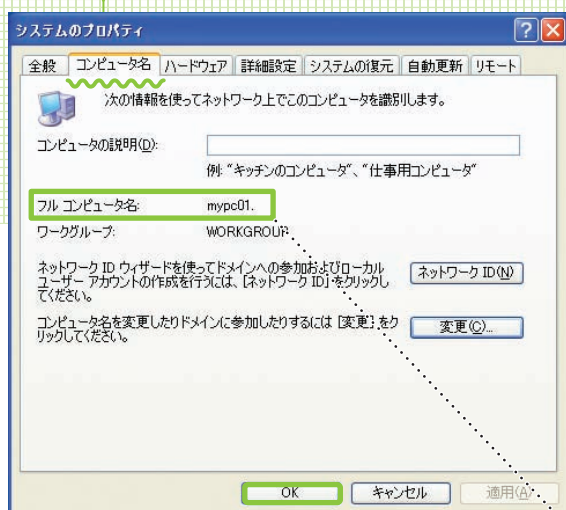 システムのプロパティ
全般 コンピュータ名 ハードウェア 詳細設定 システムの復元 自動更新 リモート
次の情報を使ってネットワーク上でこのコンピュータを識別します。
コンピュータの説明(D):
例: "キッチンのコンピュータ"、"仕事用コンピュータ"
フル コンピュータ名: mypc01.
ワークグループ: WORKGROUP
ネットワーク ID ウィザードを使ってドメインへの参加およびローカル
ユーザー アカウントの作成を行うには、[ネットワーク ID] をクリックし
てください。
ネットワーク ID(N)
コンピュータ名を変更したりドメインに参加したりするには [変更] をク
リックしてください。
変更(C)...
OK キャンセル 適用(A)